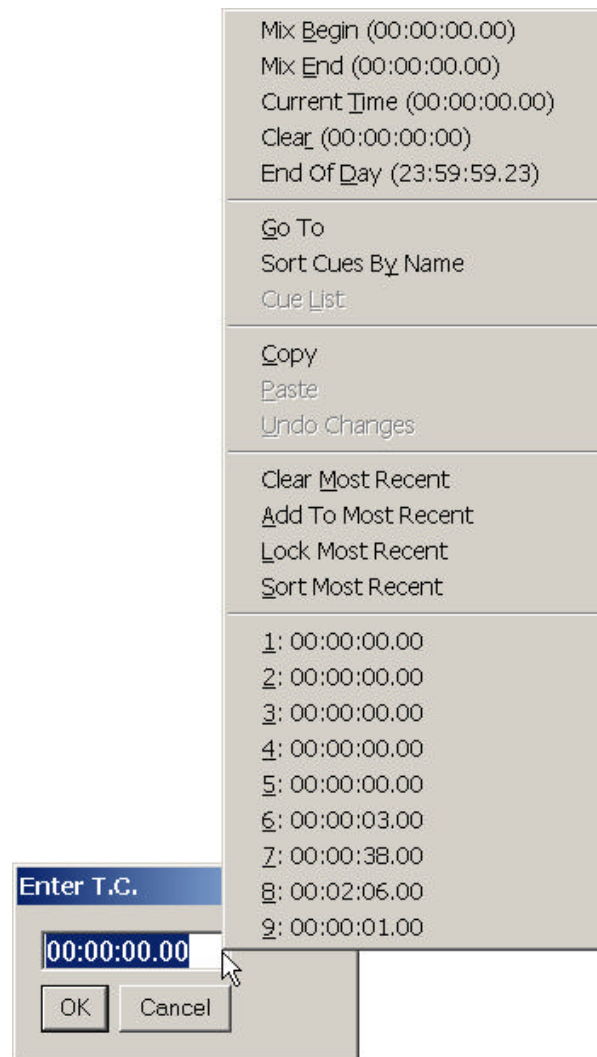 Mix Begin (00:00:00.00)
Mix End (00:00:00.00)
Current Time (00:00:00.00)
Clear (00:00:00:00)
End Of Day (23:59:59.23)
Go To
Sort Cues By Name
Cue List
Copy
Paste
Undo Changes
Clear Most Recent
Add To Most Recent
Lock Most Recent
Sort Most Recent
1: 00:00:00.00
2: 00:00:00.00
3: 00:00:00.00
4: 00:00:00.00
5: 00:00:00.00
6: 00:00:03.00
7: 00:00:38.00
8: 00:02:06.00
9: 00:00:01.00
Enter T.C.
00:00:00.00
OK Cancel